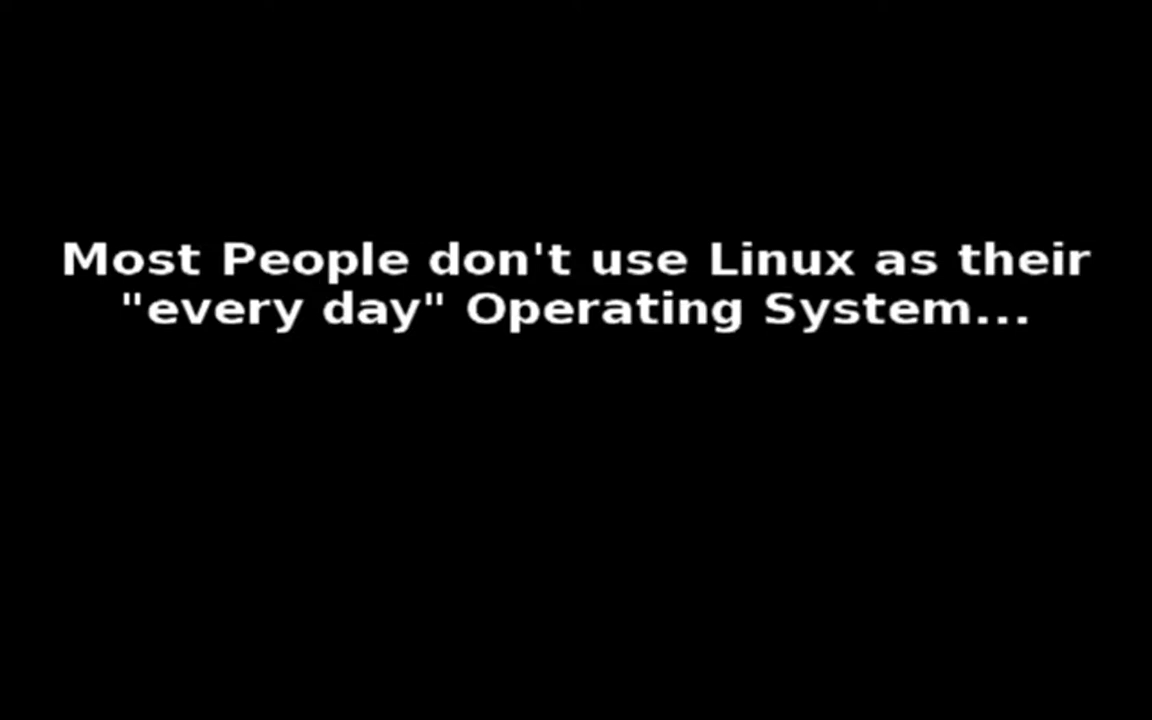 Most People don't use Linux as their
"every day" Operating System...